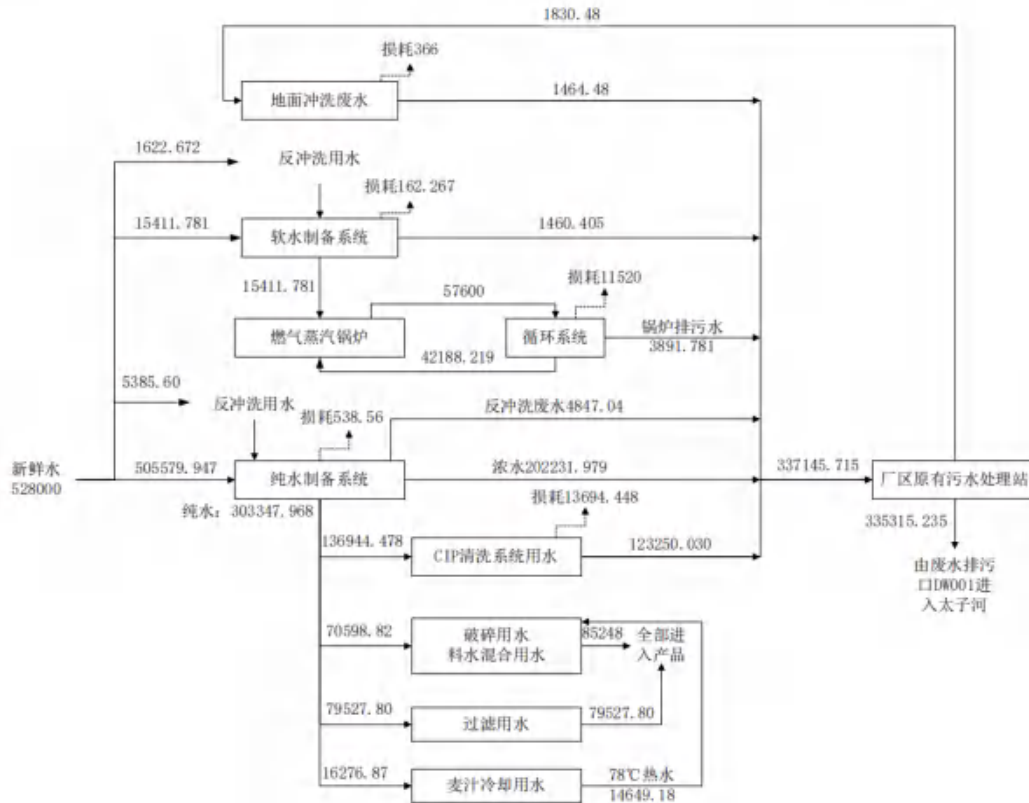 1830.48
损耗366
地面冲洗废水
1464.48
1622.672
反冲洗用水
损耗162.267
15411.781
软水制备系统
1460.405
15411.781
57600
损耗11520
燃气蒸汽锅炉
循环系统
锅炉排污水
3891.781
42188.219
5385.60
反冲洗用水
损耗538.56
反冲洗废水4847.04
新鲜水
528000
505579.947
纯水制备系统
浓水202231.979
337145.715
厂区原有污水处理站
纯水：303347.968
损耗13694.448
335315.235
136944.478
CIP清洗系统用水
123250.030
由废水排污
口DW001进
入太子河
70598.82
破碎用水
料水混合用水
85248
全部进
入产品
79527.80
过滤用水
79527.80
16276.87
麦汁冷却用水
78℃热水
14649.18